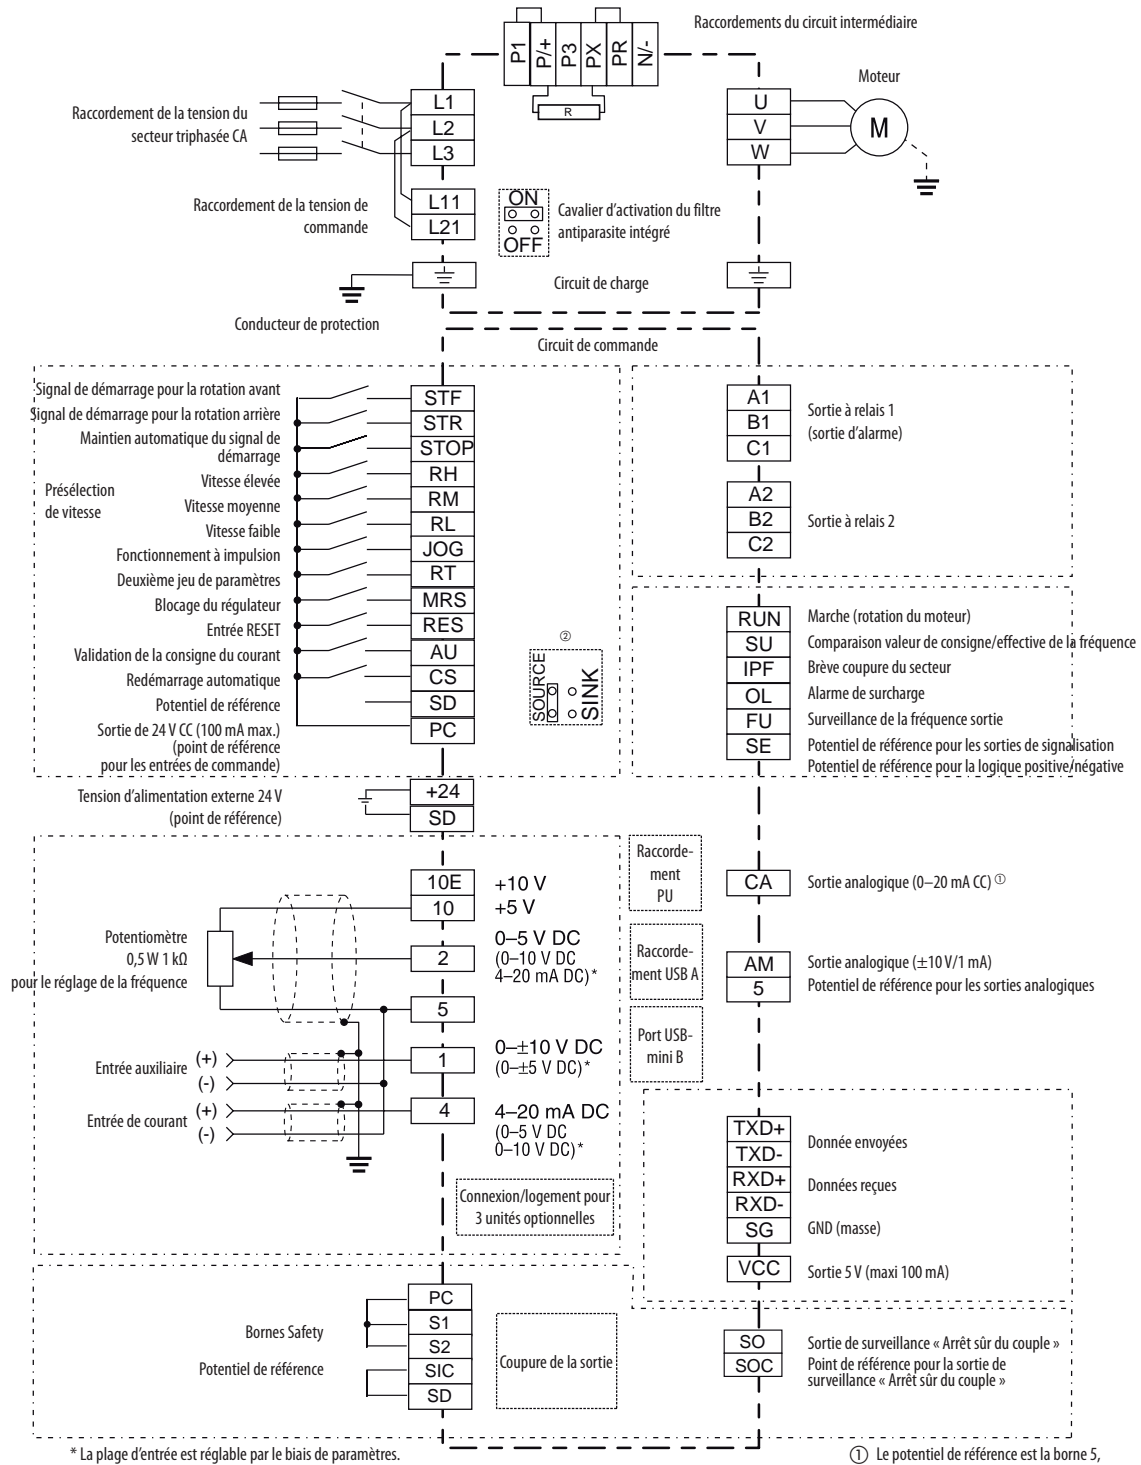 Raccordements du circuit intermédiaire
P1
P/+
P3
PX
PR
N/-
R
Moteur
M
U
V
W
Raccordement de la tension du
secteur triphasée CA
L1
L2
L3
Raccordement de la tension de
commande
L11
L21
ON
OFF
Cavalier d’activation du filtre
antiparasite intégré
Circuit de charge
Conducteur de protection
Circuit de commande
Signal de démarrage pour la rotation avant
STF
Signal de démarrage pour la rotation arrière
STR
Maintien automatique du signal de
démarrage
STOP
Présélection
de vitesse
Vitesse élevée
RH
Vitesse moyenne
RM
Vitesse faible
RL
Fonctionnement à impulsion
JOG
Deuxième jeu de paramètres
RT
Blocage du régulateur
MRS
Entrée RESET
RES
Validation de la consigne du courant
AU
Redémarrage automatique
CS
Potentiel de référence
SD
Sortie de 24 V CC (100 mA max.)
(point de référence
pour les entrées de commande)
PC
②
SOURCE
SINK
A1
B1
C1
Sortie à relais 1
(sortie d’alarme)
A2
B2
C2
Sortie à relais 2
RUN
Marche (rotation du moteur)
SU
Comparaison valeur de consigne/effective de la fréquence
IPF
Brève coupure du secteur
OL
Alarme de surcharge
FU
Surveillance de la fréquence sortie
SE
Potentiel de référence pour les sorties de signalisation
Potentiel de référence pour la logique positive/négative
Tension d’alimentation externe 24 V
(point de référence)
+24
SD
10E
+10 V
10
+5 V
Potentiomètre
0,5 W 1 kΩ
pour le réglage de la fréquence
2
0–5 V DC
(0–10 V DC
4–20 mA DC)*
5
Entrée auxiliaire
(+)
(-)
1
0–±10 V DC
(0–±5 V DC)*
Entrée de courant
(+)
(-)
4
4–20 mA DC
(0–5 V DC
0–10 V DC)*
Connexion/logement pour
3 unités optionnelles
Raccorde-
ment
PU
Raccorde-
ment USB A
Port USB-
mini B
CA
Sortie analogique (0–20 mA CC) ①
AM
Sortie analogique (±10 V/1 mA)
5
Potentiel de référence pour les sorties analogiques
TXD+
TXD-
Donnée envoyées
RXD+
RXD-
Données reçues
SG
GND (masse)
VCC
Sortie 5 V (maxi 100 mA)
Bornes Safety
Potentiel de référence
PC
S1
S2
SIC
SD
Coupure de la sortie
SO
Sortie de surveillance « Arrêt sûr du couple »
SOC
Point de référence pour la sortie de
surveillance « Arrêt sûr du couple »
* La plage d’entrée est réglable par le biais de paramètres.
① Le potentiel de référence est la borne 5,